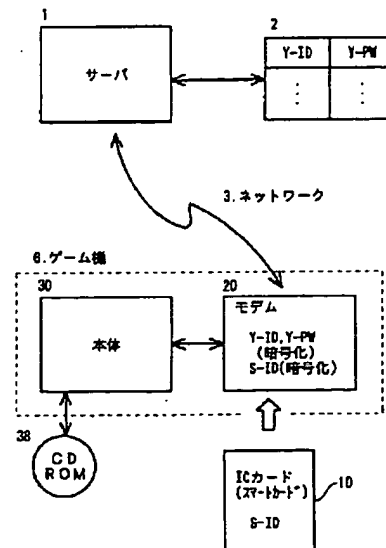 1
サーバ
2
Y-ID Y-PW
⋮ ⋮
3.ネットワーク
6.ゲーム機
30
本体
20
モデム
Y-ID,Y-PW
(暗号化)
S-ID(暗号化)
38
CD
ROM
ICカード
(スマートカード)
S-ID
10